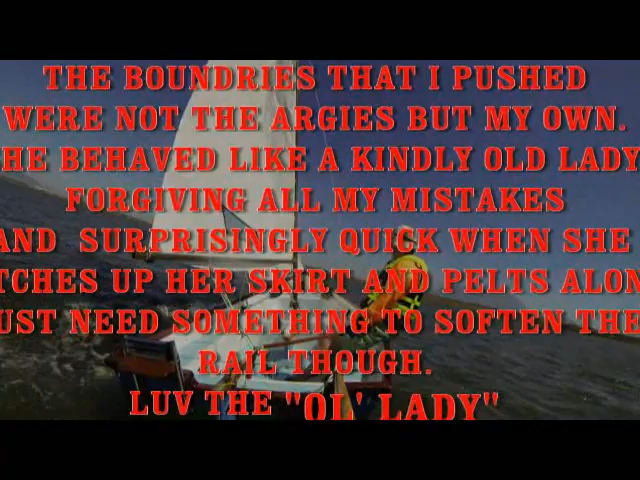 THE BOUNDRIES THAT I PUSHED
WERE NOT THE ARGIES BUT MY OWN.
HE BEHAVED LIKE A KINDLY OLD LADY
FORGIVING ALL MY MISTAKES
AND SURPRISINGLY QUICK WHEN SHE
TCHES UP HER SKIRT AND PELTS ALON
UST NEED SOMETHING TO SOFTEN THE
RAIL THOUGH.
LUV THE "OL' LADY"